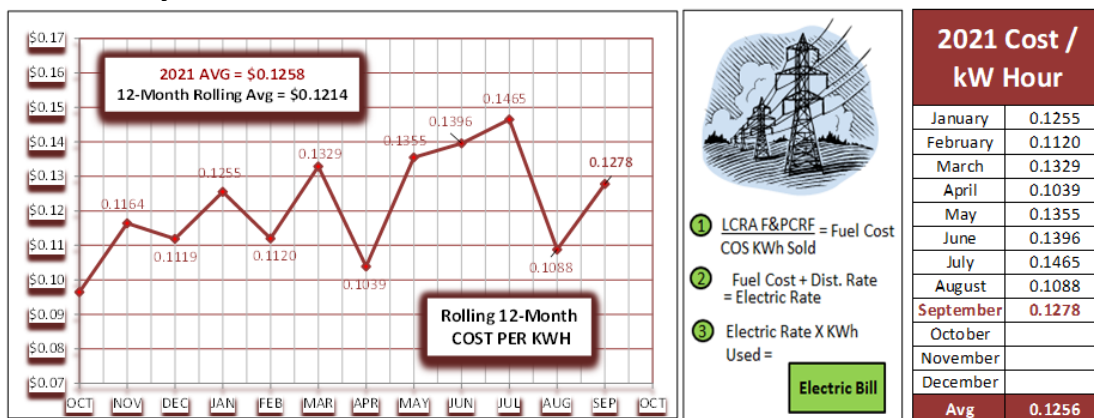 $0.17
$0.16
$0.15
$0.14
$0.13
$0.12
$0.11
$0.10
$0.09
$0.08
$0.07
2021 AVG = $0.1258
12-Month Rolling Avg = $0.1214
0.1164
0.1119
0.1255
0.1120
0.1329
0.1039
0.1355
0.1396
0.1465
0.1088
0.1278
Rolling 12-Month
COST PER KWH
OCT NOV DEC JAN FEB MAR APR MAY JUN JUL AUG SEP OCT
1 LCRA F&PCRF = Fuel Cost
COS KWh Sold
2 Fuel Cost + Dist. Rate
= Electric Rate
3 Electric Rate X KWh
Used =
Electric Bill
2021 Cost /
kW Hour
January 0.1255
February 0.1120
March 0.1329
April 0.1039
May 0.1355
June 0.1396
July 0.1465
August 0.1088
September 0.1278
October
November
December
Avg 0.1256